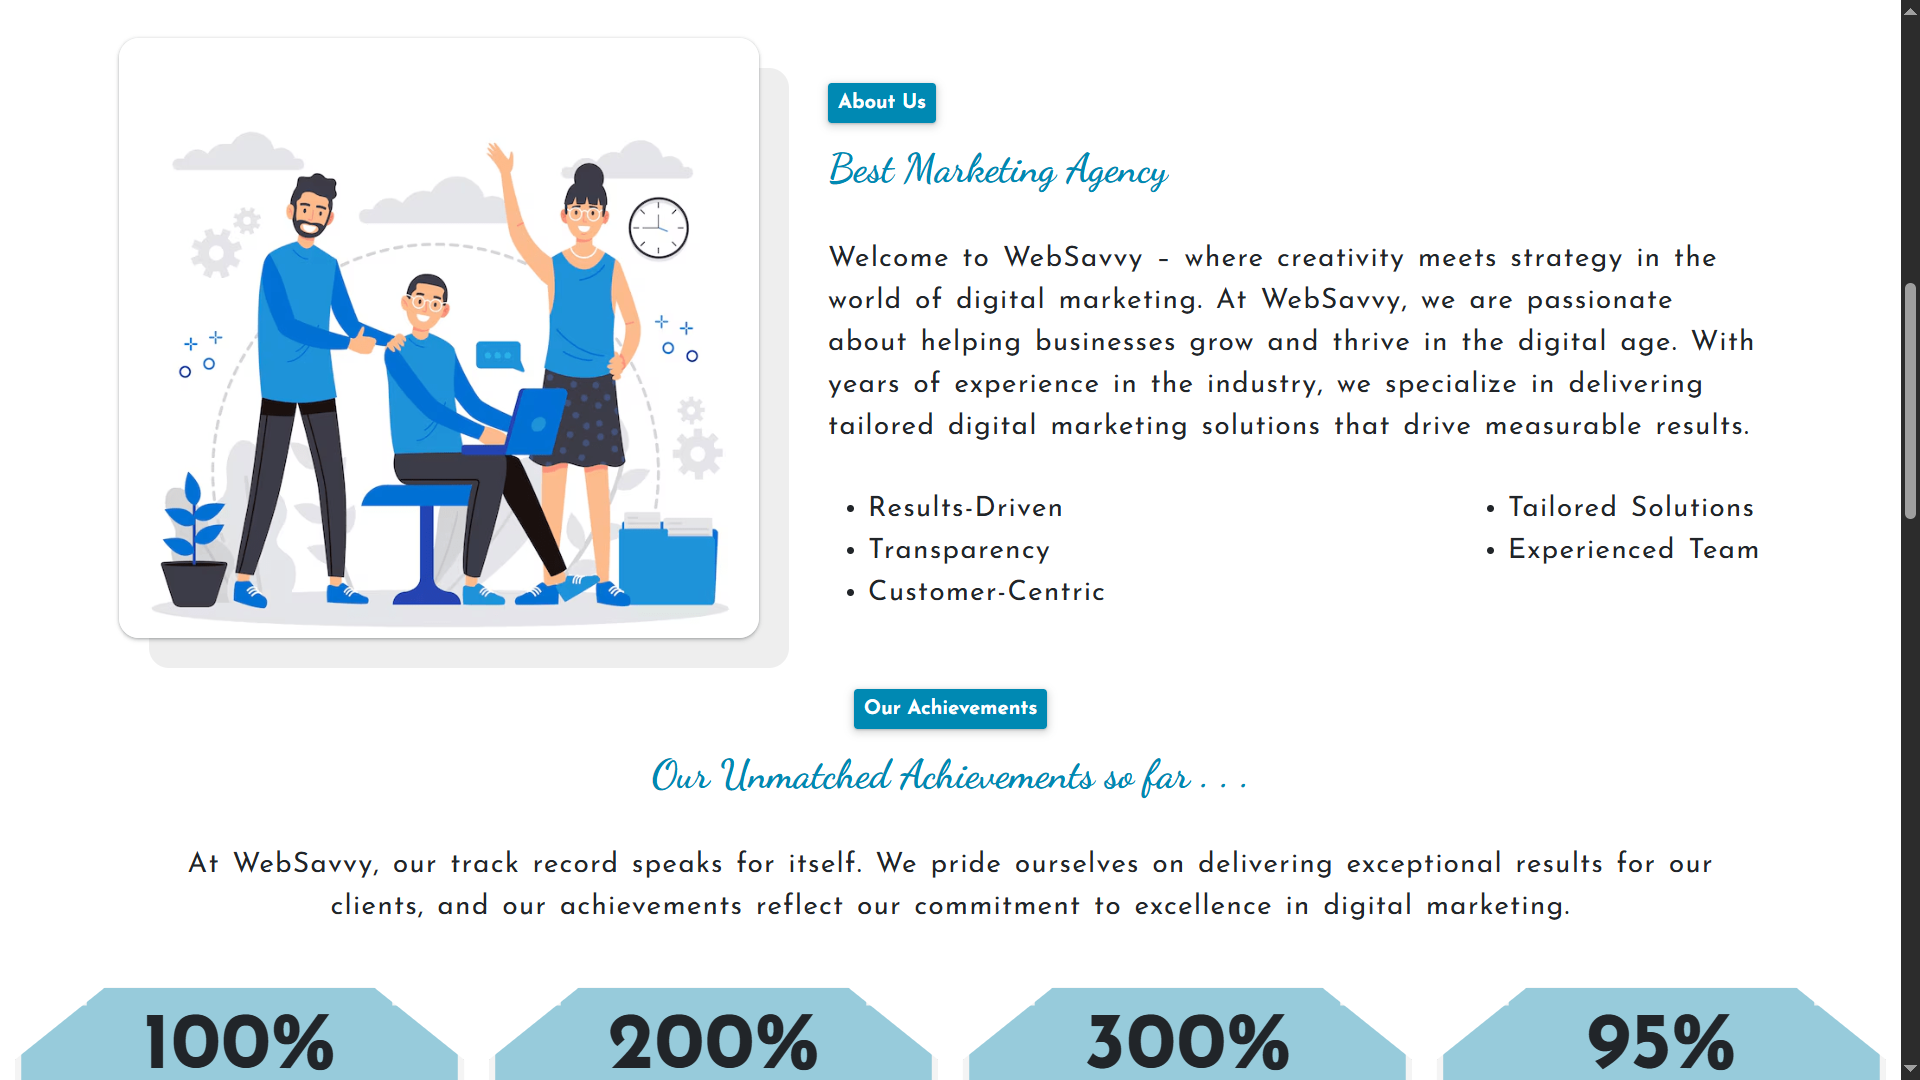 About Us
Best Marketing Agency
Welcome to WebSavvy – where creativity meets strategy in the
world of digital marketing. At WebSavvy, we are passionate
about helping businesses grow and thrive in the digital age. With
years of experience in the industry, we specialize in delivering
tailored digital marketing solutions that drive measurable results.
• Results-Driven
• Transparency
• Customer-Centric
• Tailored Solutions
• Experienced Team
Our Achievements
Our Unmatched Achievements so far . . .
At WebSavvy, our track record speaks for itself. We pride ourselves on delivering exceptional results for our
clients, and our achievements reflect our commitment to excellence in digital marketing.
100%
200%
300%
95%